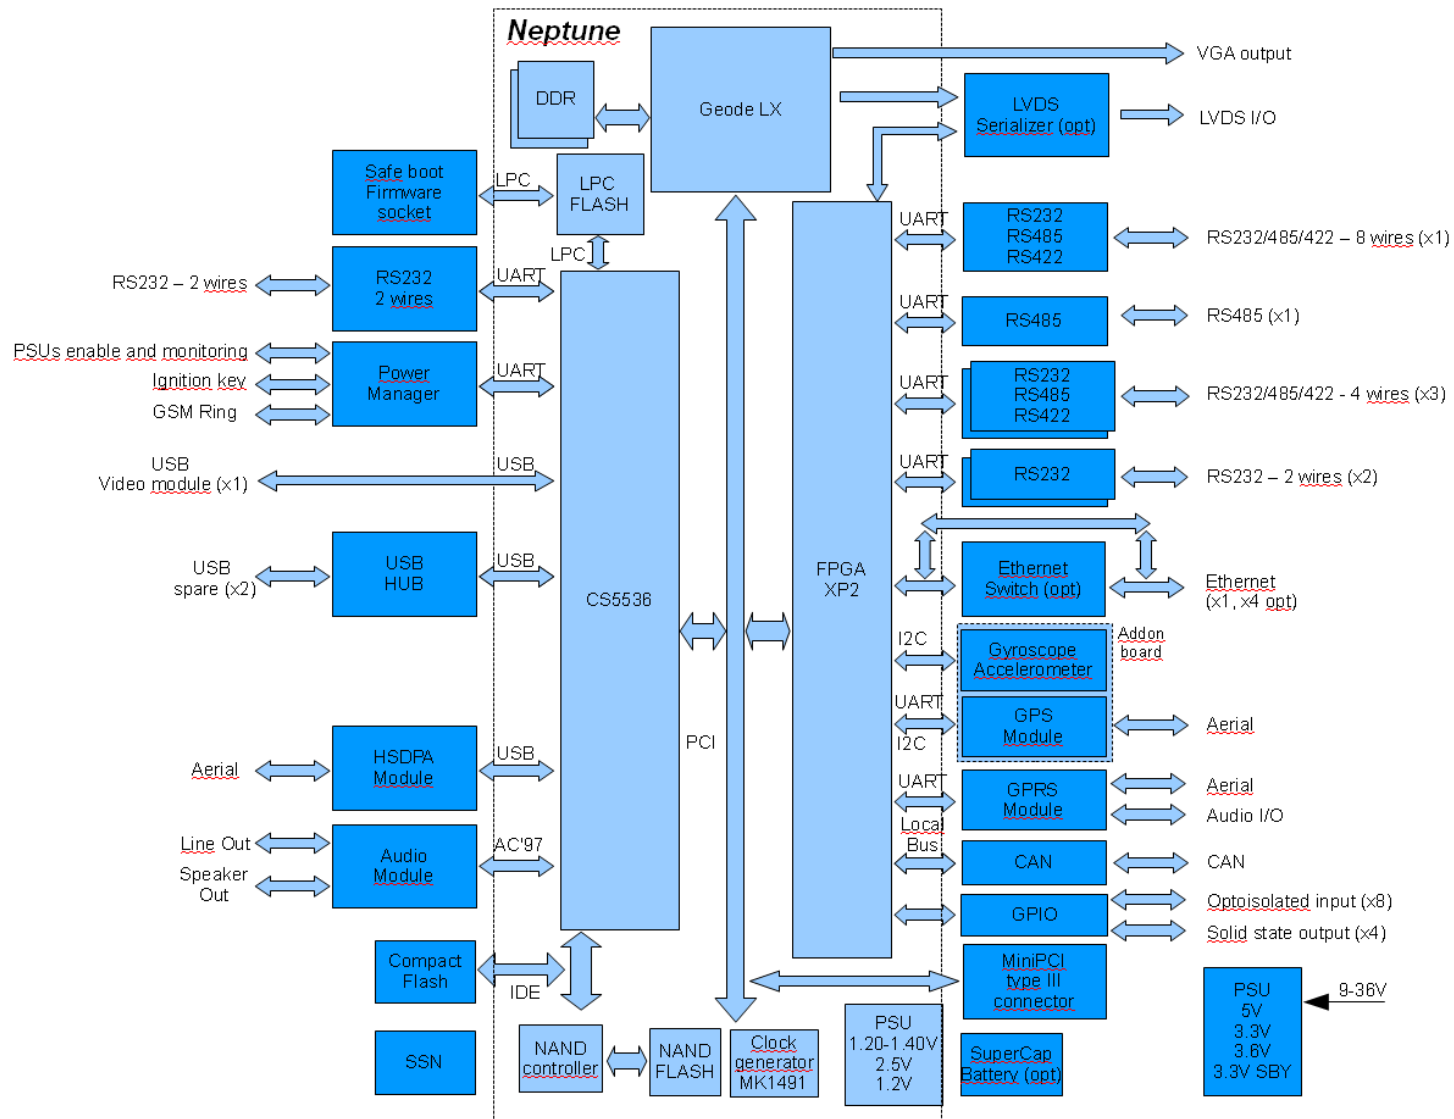 Neptune
DDR
Geode LX
VGA output
LVDS
Serializer (opt)
LVDS I/O
Safe boot
Firmware
socket
LPC
LPC
FLASH
LPC
UART
RS232
RS485
RS422
RS232/485/422 – 8 wires (x1)
RS232 – 2 wires
RS232
2 wires
UART
UART
RS485
RS485 (x1)
PSUs enable and monitoring
Ignition key
GSM Ring
Power
Manager
UART
UART
RS232
RS485
RS422
RS232/485/422 - 4 wires (x3)
USB
Video module (x1)
USB
UART
RS232
RS232 – 2 wires (x2)
USB
spare (x2)
USB
HUB
USB
CS5536
FPGA
XP2
Ethernet
Switch (opt)
Ethernet
(x1, x4 opt)
I2C
Gyroscope
Accelerometer
Addon
board
UART
I2C
GPS
Module
Aerial
PCI
Aerial
HSDPA
Module
USB
UART
GPRS
Module
Aerial
Audio I/O
Line Out
Speaker
Out
Audio
Module
AC'97
Local
Bus
CAN
CAN
GPIO
Optoisolated input (x8)
Solid state output (x4)
Compact
Flash
IDE
MiniPCI
type III
connector
PSU
5V
3.3V
3.6V
3.3V SBY
9-36V
SSN
NAND
controller
NAND
FLASH
Clock
generator
MK1491
PSU
1.20-1.40V
2.5V
1.2V
SuperCap
Battery (opt)